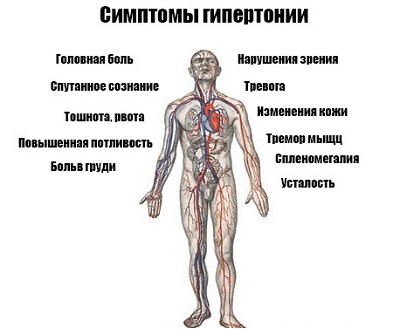 Симптомы гипертонии
Головная боль
Спутанное сознание
Тошнота, рвота
Повышенная потливость
Больв груди
Нарушения зрения
Тревога
Изменения кожи
Тремор мыщц
Спленомегалия
Усталость